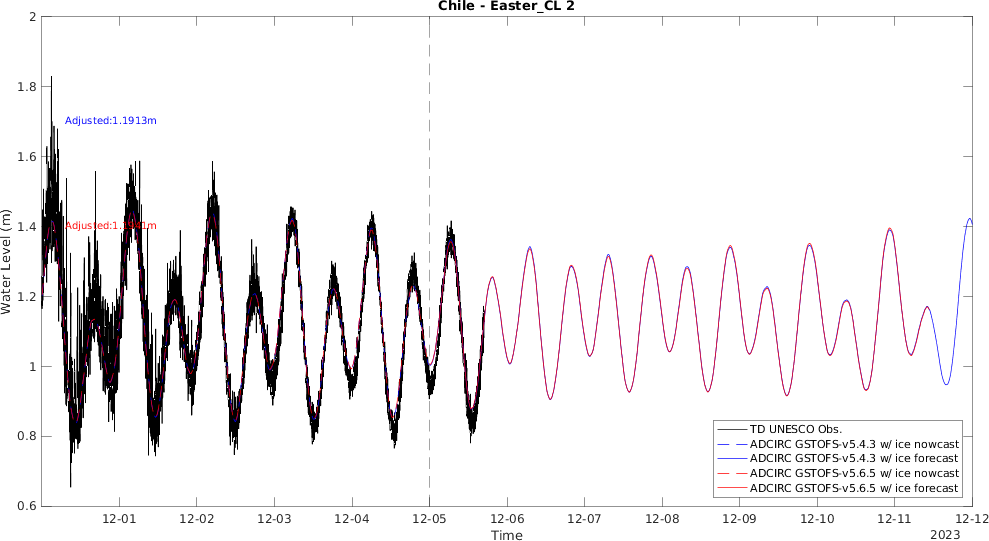 Chile - Easter_CL 2
2
1.8
1.6
1.4
1.2
1
0.8
0.6
Water Level (m)
Adjusted:1.1913m
12-01
12-02
12-03
12-04
12-05
12-06
12-07
12-08
12-09
12-10
12-11
12-12
2023
Time
TD UNESCO Obs.
ADCIRC GSTOFS-v5.4.3 w/ ice nowcast
ADCIRC GSTOFS-v5.4.3 w/ ice forecast
ADCIRC GSTOFS-v5.6.5 w/ ice nowcast
ADCIRC GSTOFS-v5.6.5 w/ ice forecast